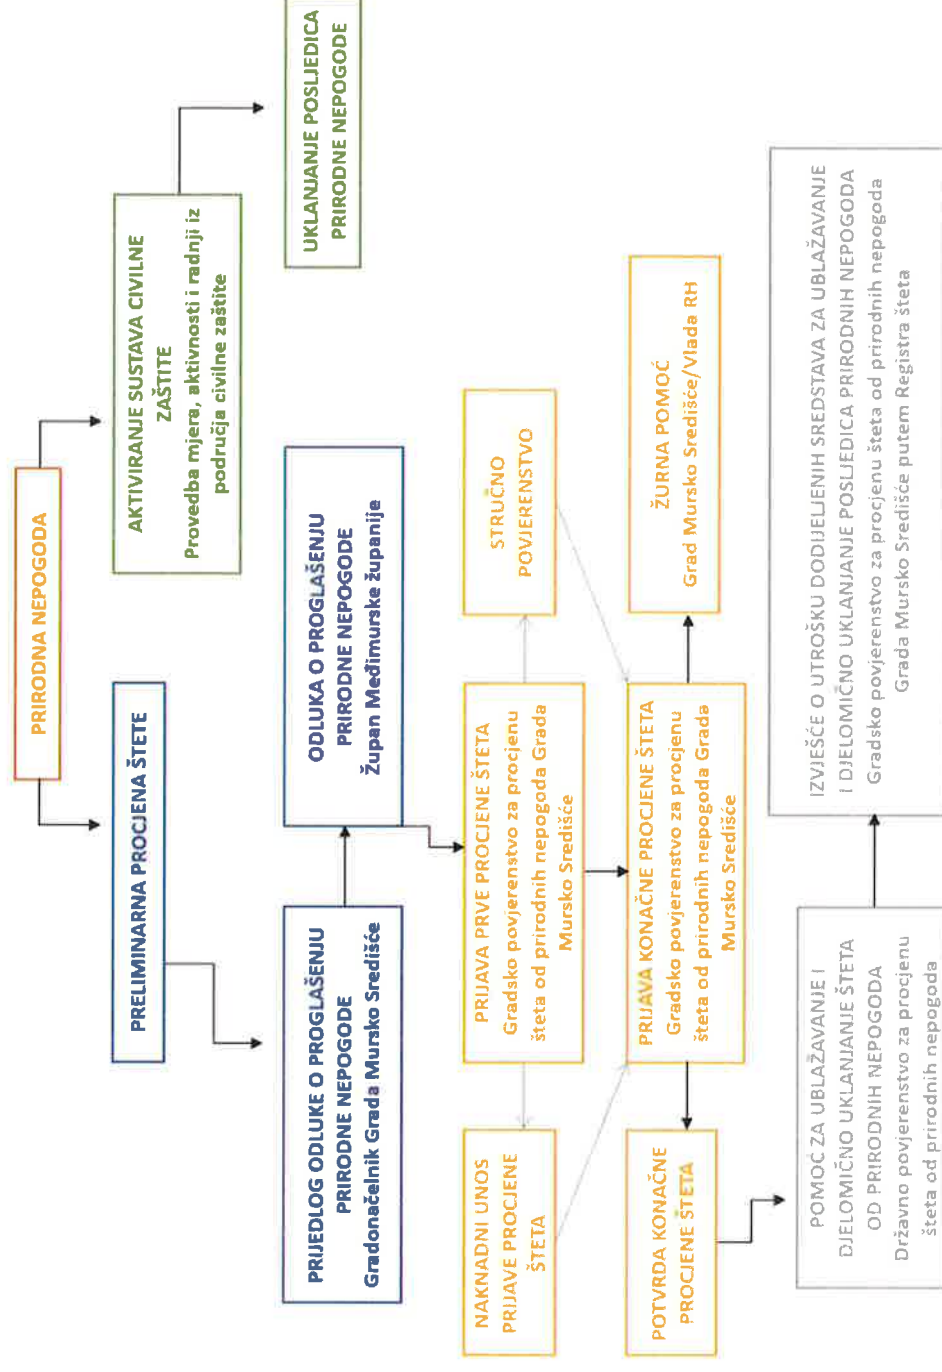 PRIRODNA NEPOGODA
PRELIMINARNA PROCJENA ŠTETE
AKTIVIRANJE SUSTAVA CIVILNE
ZAŠTITE
Provedba mjera, aktivnosti i radnji iz
područja civilne zaštite
PRIJEDLOG ODLUKE O PROGLAŠENJU
PRIRODNE NEPOGODE
Gradonačelnik Grada Mursko Središće
ODLUKA O PROGLAŠENJU
PRIRODNE NEPOGODE
Župan Međimurske županije
UKLANJANJE POSLJEDICA
PRIRODNE NEPOGODE
NAKNADNI UNOS
PRIJAVE PROCJENE
ŠTETA
PRIJAVA PRVE PROCJENE ŠTETA
Gradsko povjerenstvo za procjenu
šteta od prirodnih nepogoda Grada
Mursko Središće
STRUČNO
POVJERENSTVO
POTVRDA KONAČNE
PROCJENE ŠTETA
PRIJAVA KONAČNE PROCJENE ŠTETA
Gradsko povjerenstvo za procjenu
šteta od prirodnih nepogoda Grada
Mursko Središće
ŽURNA POMOĆ
Grad Mursko Središće/Vlada RH
POMOĆ ZA UBLAŽAVANJE I
DJELOMIČNO UKLANJANJE ŠTETA
OD PRIRODNIH NEPOGODA
Državno povjerenstvo za procjenu
šteta od prirodnih nepogoda
IZVJEŠĆE O UTROŠKU DODIJELJENIH SREDSTAVA ZA UBLAŽAVANJE
I DJELOMIČNO UKLANJANJE POSLJEDICA PRIRODNIH NEPOGODA
Gradsko povjerenstvo za procjenu šteta od prirodnih nepogoda
Grada Mursko Središće putem Registra šteta